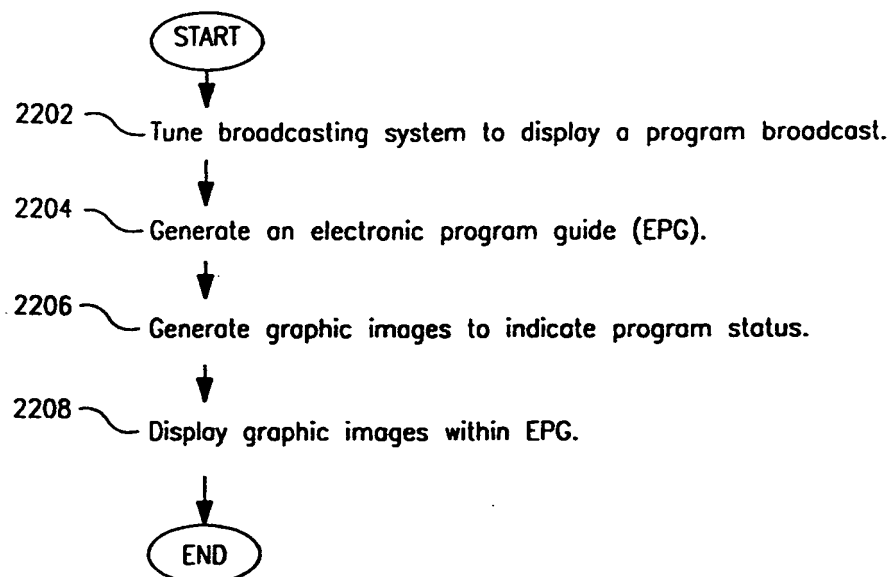 START
2202 Tune broadcasting system to display a program broadcast.
2204 Generate an electronic program guide (EPG).
2206 Generate graphic images to indicate program status.
2208 Display graphic images within EPG.
END